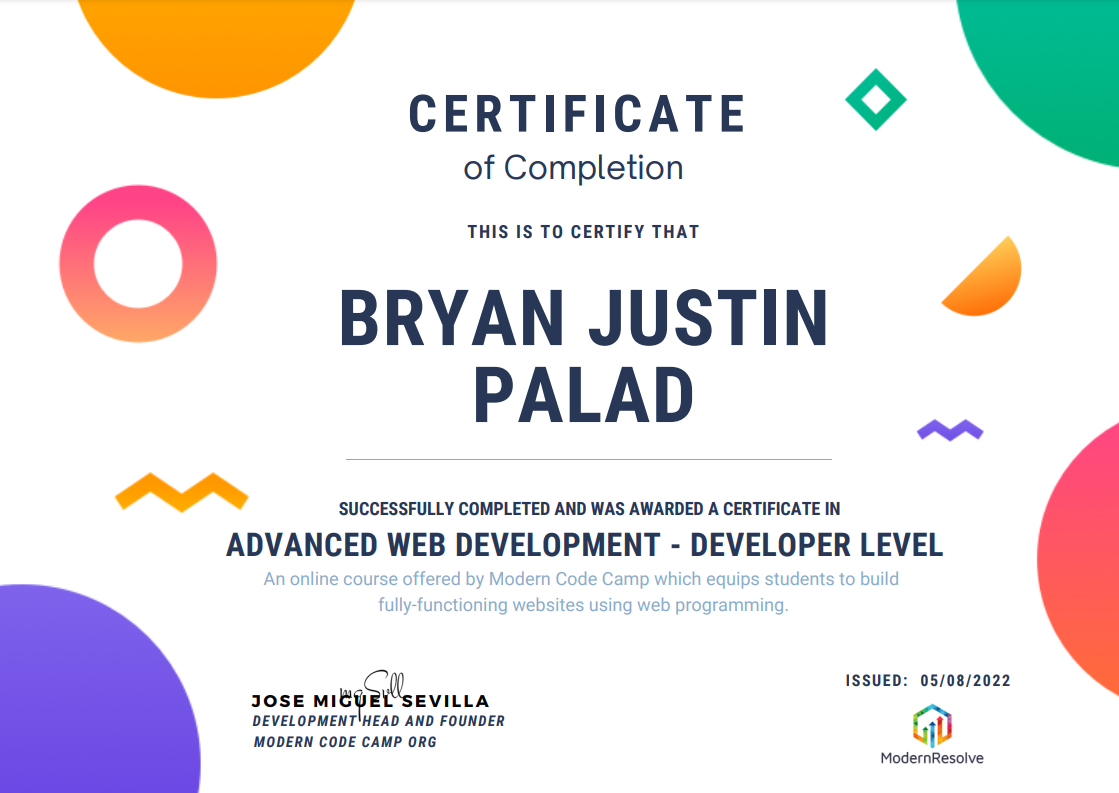 CERTIFICATE
of Completion
THIS IS TO CERTIFY THAT
BRYAN JUSTIN
PALAD
SUCCESSFULLY COMPLETED AND WAS AWARDED A CERTIFICATE IN
ADVANCED WEB DEVELOPMENT - DEVELOPER LEVEL
An online course offered by Modern Code Camp which equips students to build
fully-functioning websites using web programming.
JOSE MIGUEL SEVILLA
DEVELOPMENT HEAD AND FOUNDER
MODERN CODE CAMP ORG
ISSUED: 05/08/2022
ModernResolve